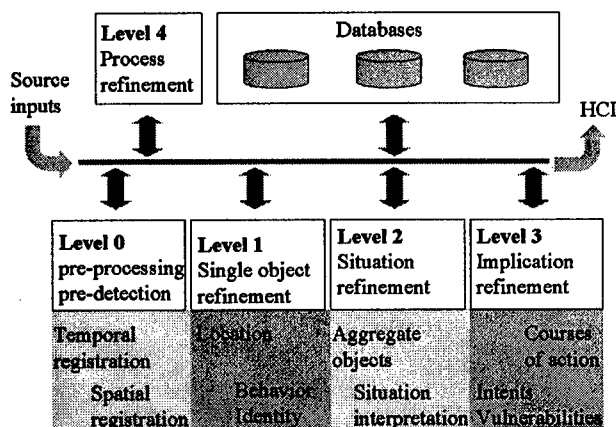 Level 4
Process
refinement
Databases
Source
inputs
HCI
Level 0
pre-processing
pre-detection
Level 1
Single object
refinement
Level 2
Situation
refinement
Level 3
Implication
refinement
Temporal
registration
Spatial
registration
Location
Behavior
Identity
Aggregate
objects
Situation
interpretation
Courses
of action
Intents
Vulnerabilities